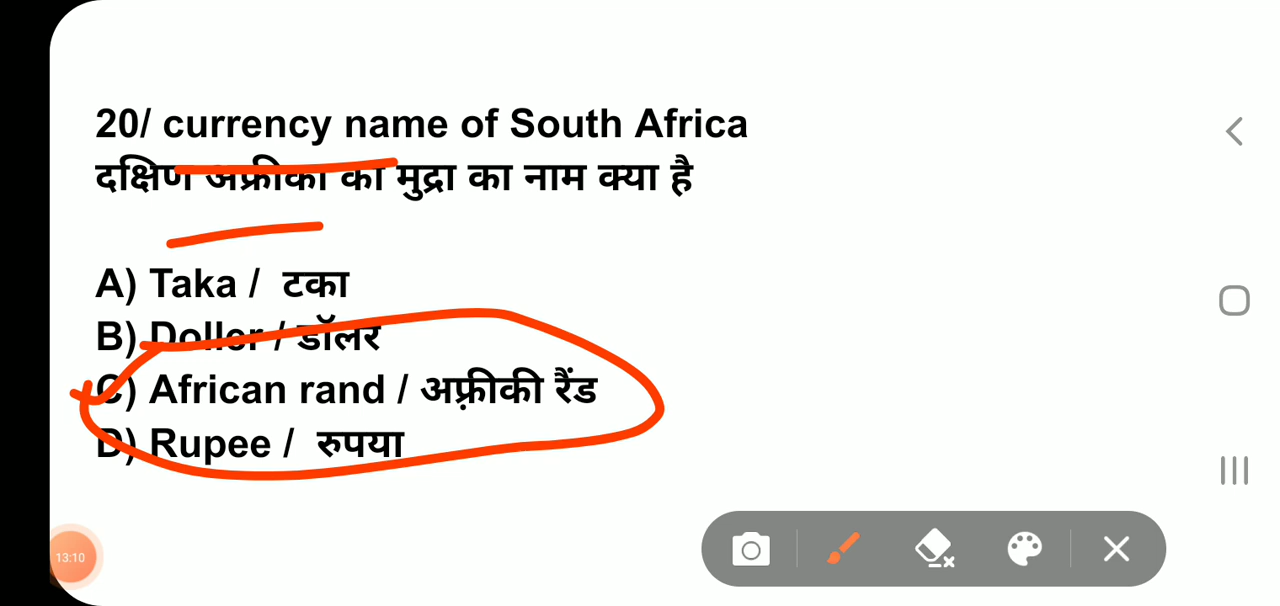 20/ currency name of South Africa
दक्षिण अफ्रीका का मुद्रा का नाम क्या है
A) Taka / टका
B) Doller / डॉलर
C) African rand / अफ़्रीकी रैंड
D) Rupee / रुपया
13:10